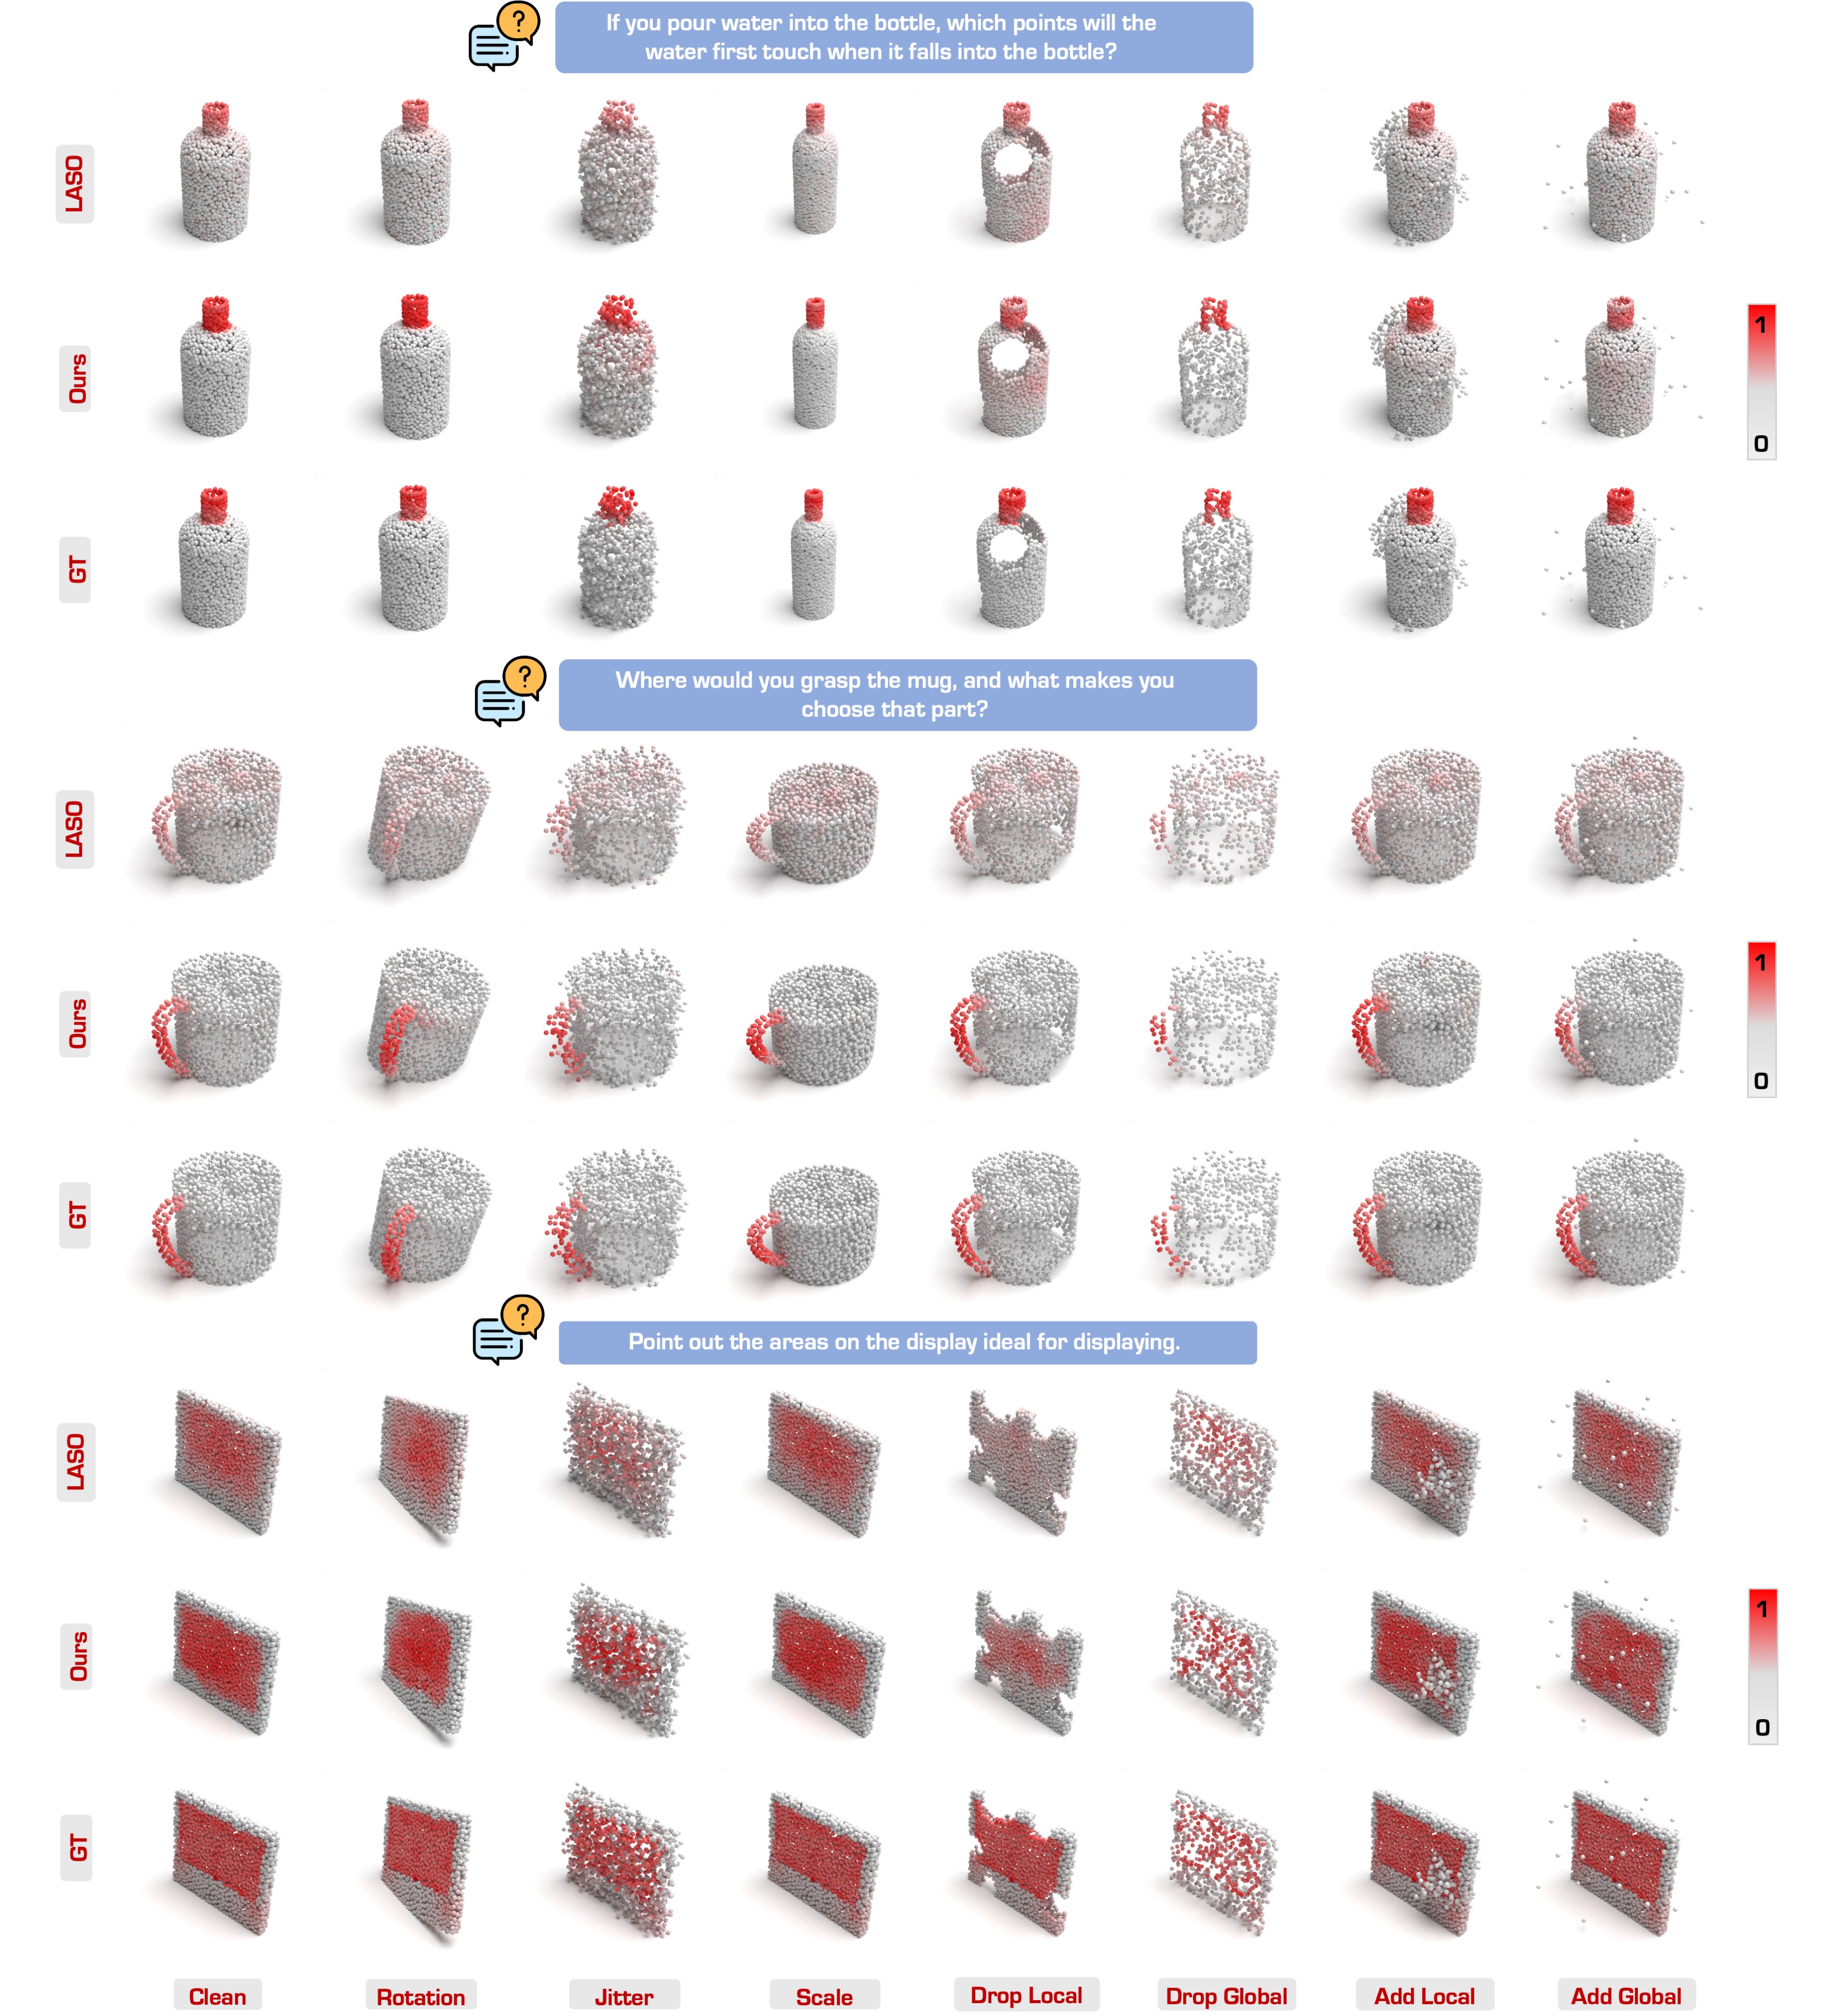 ?
If you pour water into the bottle, which points will the
water first touch when it falls into the bottle?
LASO
Ours
1
0
GT
?
Where would you grasp the mug, and what makes you
choose that part?
LASO
Ours
1
0
GT
?
Point out the areas on the display ideal for displaying.
LASO
Ours
1
0
GT
Clean Rotation Jitter Scale Drop Local Drop Global Add Local Add Global